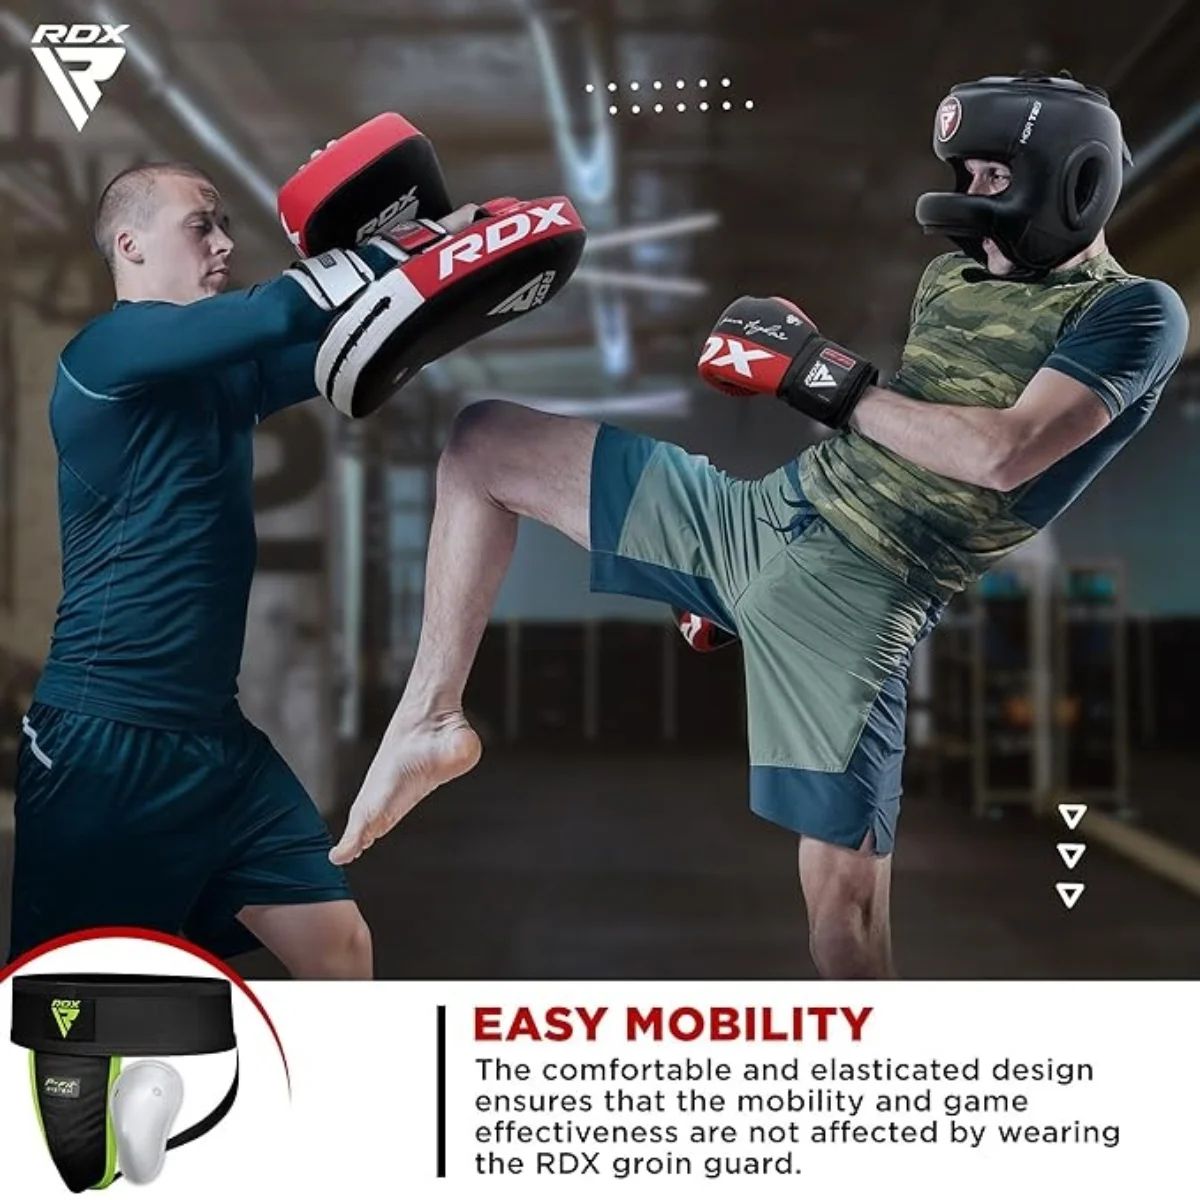 RDX
RDX
RDX
RDX
RDX
RDX
EASY MOBILITY
The comfortable and elasticated design
ensures that the mobility and game
effectiveness are not affected by wearing
the RDX groin guard.